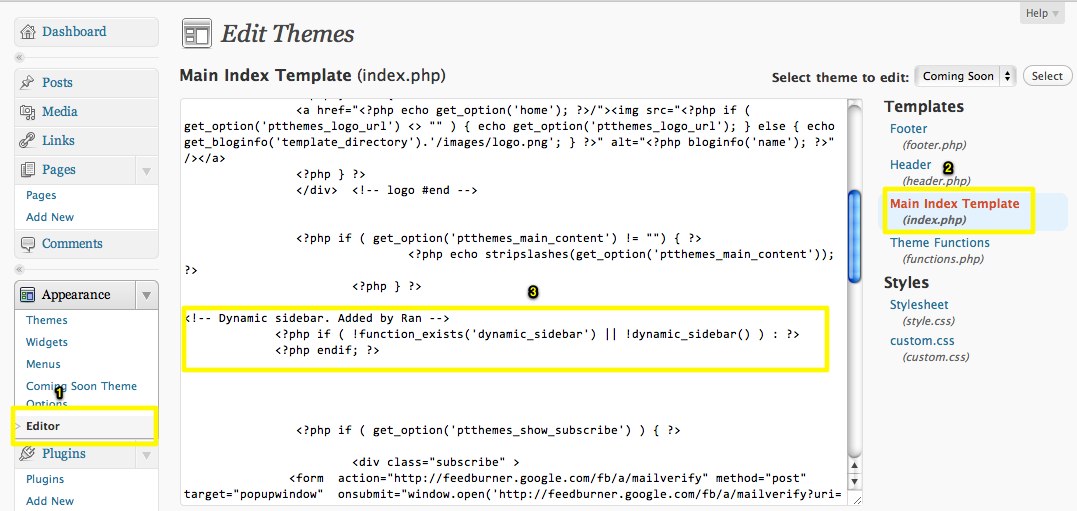 Help
Dashboard
Edit Themes
Posts
Media
Links
Pages
Pages
Add New
Comments
Appearance
Themes
Widgets
Menus
Coming Soon Theme
Options
1
Editor
Plugins
Plugins
Add New
Main Index Template (index.php)
Select theme to edit: Coming Soon Select
<a href="<?php echo get_option('home'); ?>/"><img src="<?php if (
get_option('ptthemes_logo_url') <> "" ) { echo get_option('ptthemes_logo_url'); } else { echo
get_bloginfo('template_directory').'/images/logo.png'; } ?>" alt="<?php bloginfo('name'); ?>"
/></a>
<?php } ?>
</div> <!-- logo #end -->
<?php if ( get_option('ptthemes_main_content') != "") { ?>
<?php echo stripslashes(get_option('ptthemes_main_content'));
?>
<?php } ?>
3
<!-- Dynamic sidebar. Added by Ran -->
<?php if ( !function_exists('dynamic_sidebar') || !dynamic_sidebar() ) : ?>
<?php endif; ?>
<?php if ( get_option('ptthemes_show_subscribe') ) { ?>
<div class="subscribe" >
<form action="http://feedburner.google.com/fb/a/mailverify" method="post"
target="popupwindow" onsubmit="window.open('http://feedburner.google.com/fb/a/mailverify?uri=
Templates
Footer
(footer.php)
Header
2
(header.php)
Main Index Template
(index.php)
Theme Functions
(functions.php)
Styles
Stylesheet
(style.css)
custom.css
(custom.css)